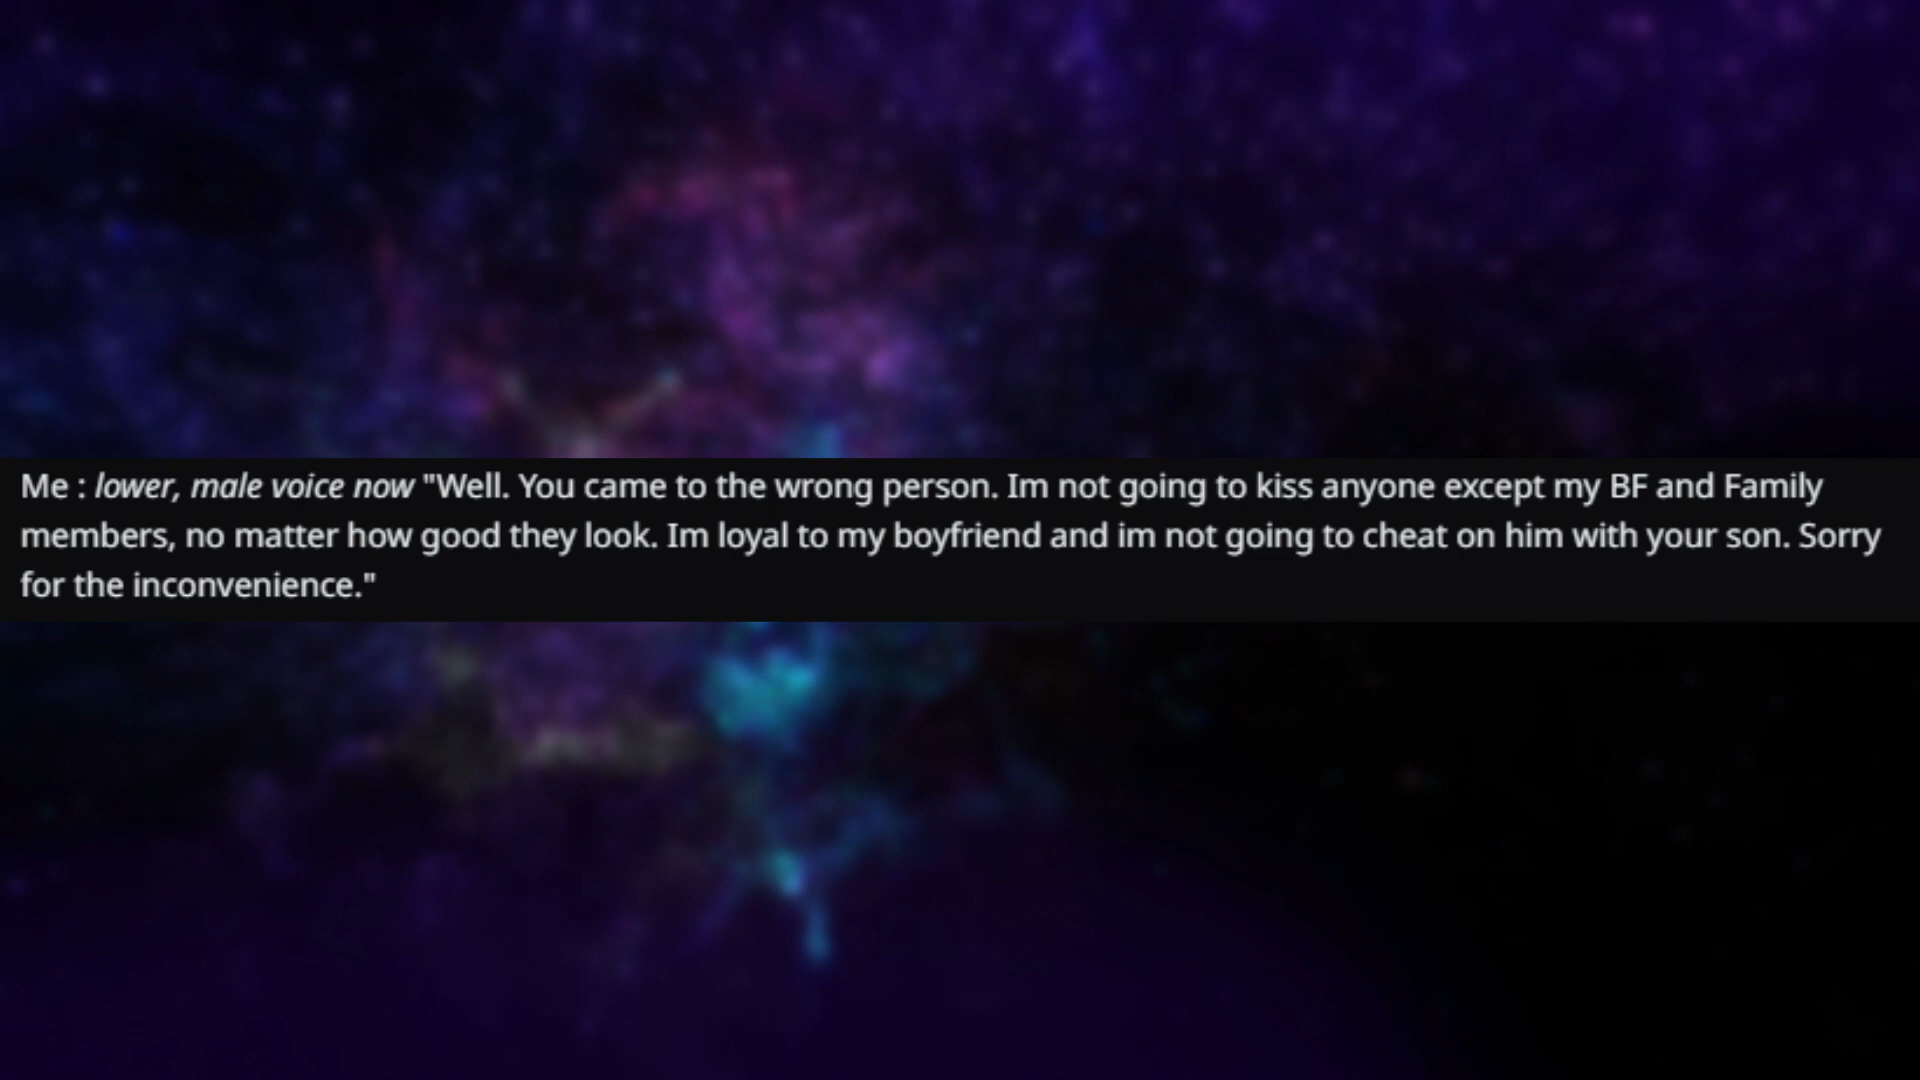 Me : lower, male voice now "Well. You came to the wrong person. Im not going to kiss anyone except my BF and Family
members, no matter how good they look. Im loyal to my boyfriend and im not going to cheat on him with your son. Sorry
for the inconvenience."